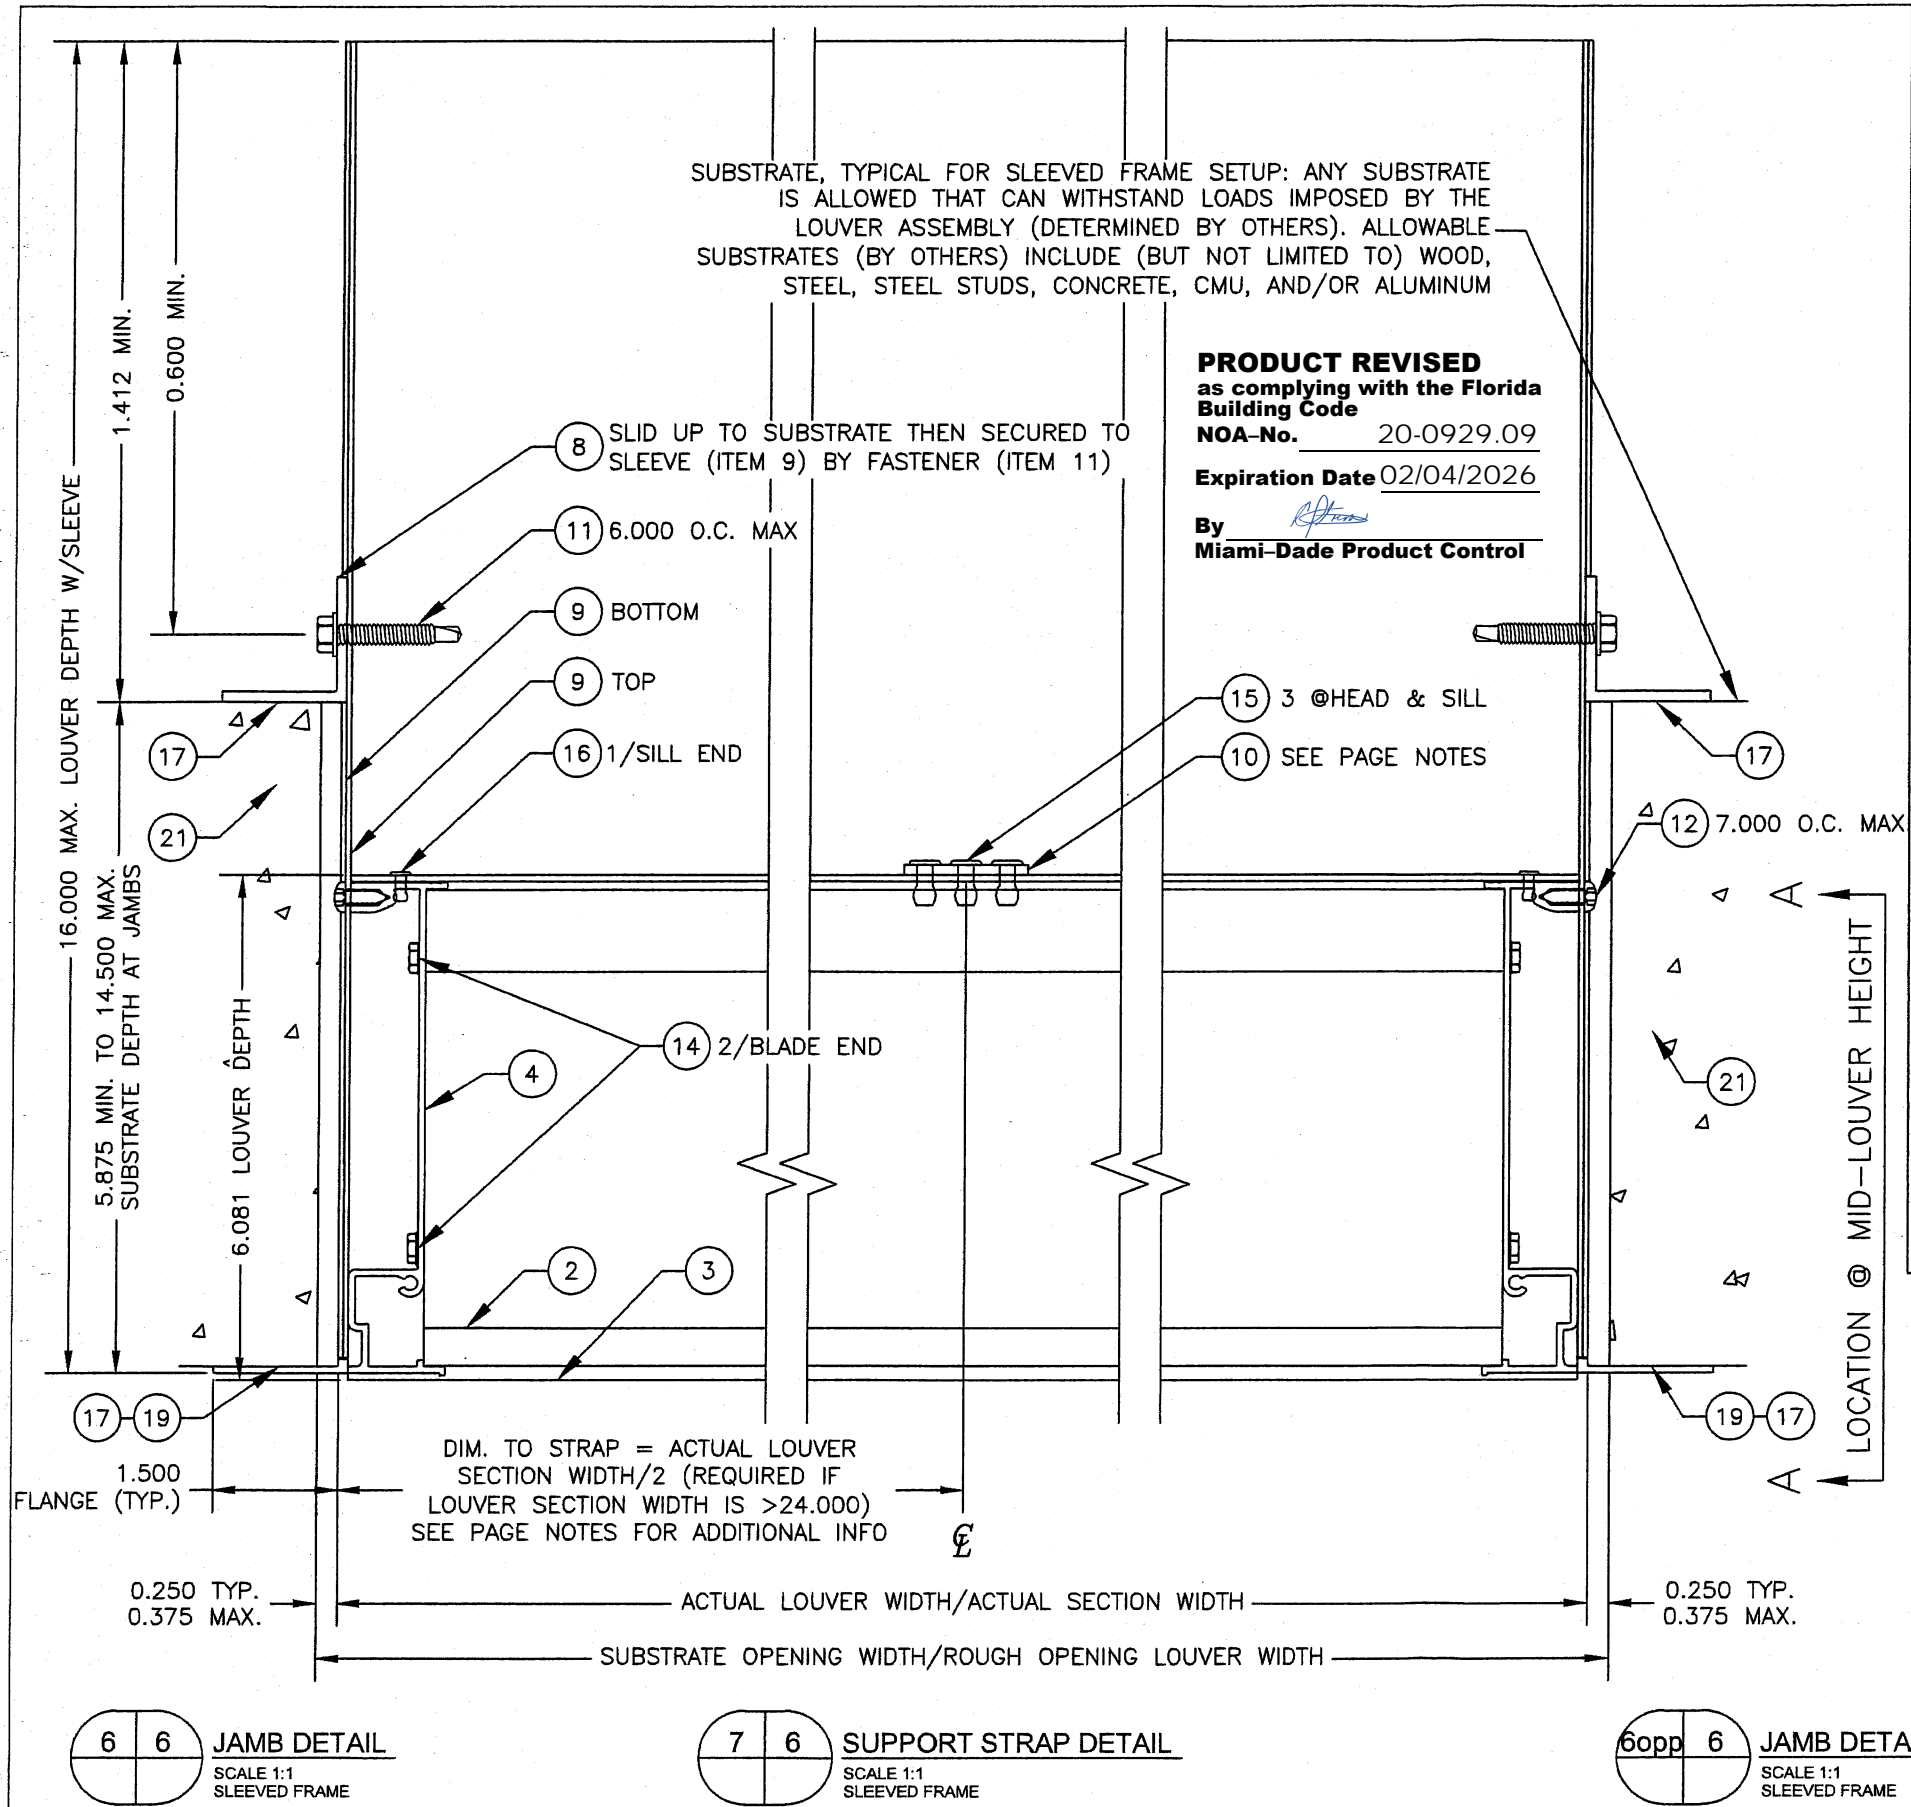 16.000 MAX. LOUVER DEPTH W/SLEEVE
1.412 MIN.
0.600 MIN.
5.875 MIN. TO 14.500 MAX.
SUBSTRATE DEPTH AT JAMBS
6.081 LOUVER DEPTH
SUBSTRATE, TYPICAL FOR SLEEVED FRAME SETUP: ANY SUBSTRATE
IS ALLOWED THAT CAN WITHSTAND LOADS IMPOSED BY THE
LOUVER ASSEMBLY (DETERMINED BY OTHERS). ALLOWABLE
SUBSTRATES (BY OTHERS) INCLUDE (BUT NOT LIMITED TO) WOOD,
STEEL, STEEL STUDS, CONCRETE, CMU, AND/OR ALUMINUM
PRODUCT REVISED
as complying with the Florida
Building Code
NOA-No. 20-0929.09
Expiration Date 02/04/2026
By
Miami-Dade Product Control
8 SLID UP TO SUBSTRATE THEN SECURED TO
SLEEVE (ITEM 9) BY FASTENER (ITEM 11)
11 6.000 O.C. MAX
9 BOTTOM
9 TOP
16 1/SILL END
15 3 @HEAD & SILL
10 SEE PAGE NOTES
17
21
17
12 7.000 O.C. MAX
14 2/BLADE END
4
21
2
3
A
A
LOCATION @ MID-LOUVER HEIGHT
17 19
19 17
1.500
FLANGE (TYP.)
DIM. TO STRAP = ACTUAL LOUVER
SECTION WIDTH/2 (REQUIRED IF
LOUVER SECTION WIDTH IS >24.000)
SEE PAGE NOTES FOR ADDITIONAL INFO
℄
0.250 TYP.
0.375 MAX.
ACTUAL LOUVER WIDTH/ACTUAL SECTION WIDTH
0.250 TYP.
0.375 MAX.
SUBSTRATE OPENING WIDTH/ROUGH OPENING LOUVER WIDTH
6 6 JAMB DETAIL
SCALE 1:1
SLEEVED FRAME
7 6 SUPPORT STRAP DETAIL
SCALE 1:1
SLEEVED FRAME
6opp 6 JAMB DETA
SCALE 1:1
SLEEVED FRAME